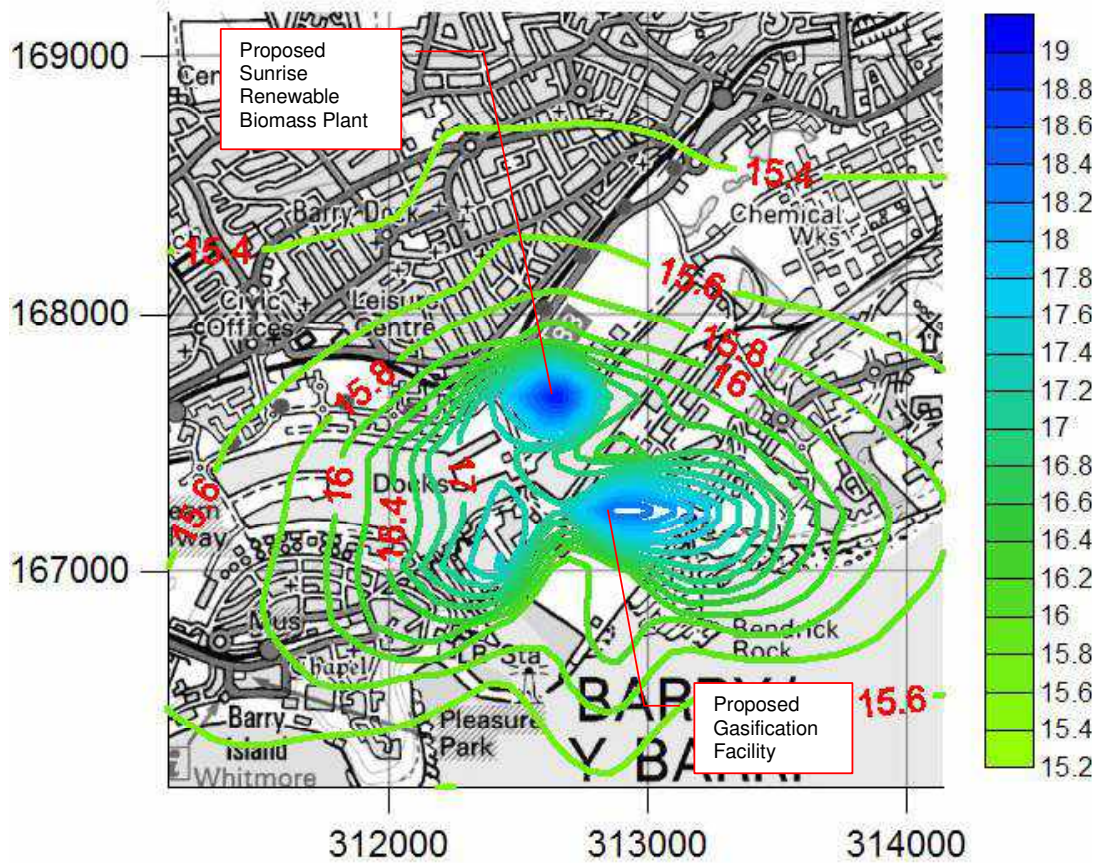 169000
Proposed
Sunrise
Renewable
Biomass Plant
Cen
15.4
Barry Dock
Chemical
Wks
15.4
15.6
168000
Civic
Offices
Leisure
Centre
15.8
15.8
16
16
17
Docks
15.6
Way
16.4
167000
Mus
Chapel
LB Sta
Bendrick
Rock
15.6
Barry
Island
Pleasure
Park
Whitmore
BARRY/
Y BARRI
Proposed
Gasification
Facility
312000
313000
314000
19
18.8
18.6
18.4
18.2
18
17.8
17.6
17.4
17.2
17
16.8
16.6
16.4
16.2
16
15.8
15.6
15.4
15.2